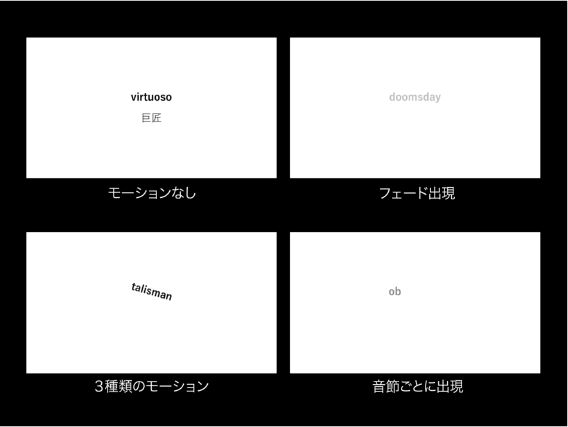 virtuoso
巨匠
モーションなし
doomsday
フェード出現
talisman
3種類のモーション
ob
音節ごとに出現